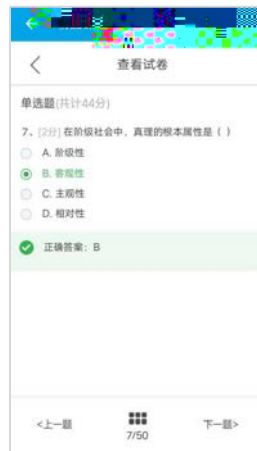 查看试卷
单选题(共计44分)
7、[2分] 在阶级社会中，真理的根本属性是 ( )
A. 阶级性
B. 客观性
C. 主观性
D. 相对性
正确答案：B
<上一题
7/50
下一题>